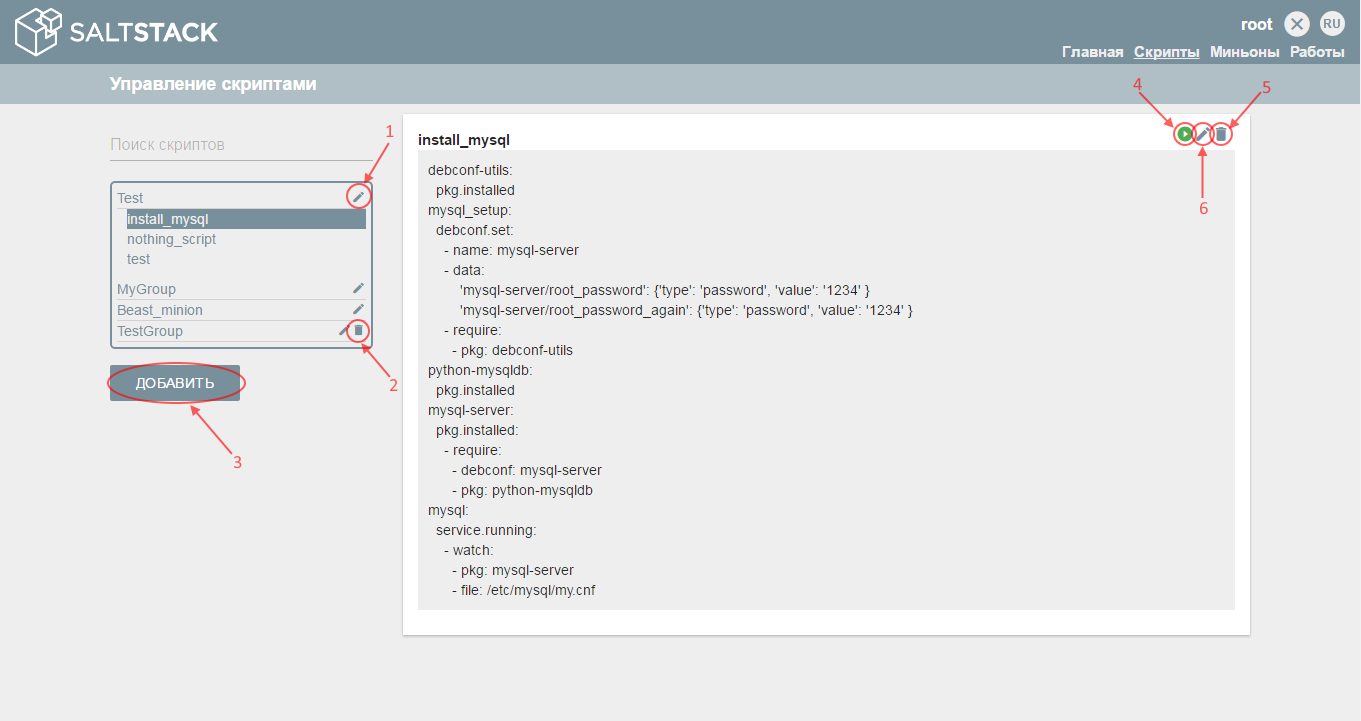 SALTSTACK
root
RU
Главная Скрипты Миньоны Работы
Управление скриптами
4
5
1
6
2
3
Поиск скриптов
Test
install_mysql
nothing_script
test
MyGroup
Beast_minion
TestGroup
ДОБАВИТЬ
install_mysql
debconf-utils:
pkg.installed
mysql_setup:
debconf.set:
- name: mysql-server
- data:
'mysql-server/root_password': {'type': 'password', 'value': '1234' }
'mysql-server/root_password_again': {'type': 'password', 'value': '1234' }
- require:
- pkg: debconf-utils
python-mysqldb:
pkg.installed
mysql-server:
pkg.installed:
- require:
- debconf: mysql-server
- pkg: python-mysqldb
mysql:
service.running:
- watch:
- pkg: mysql-server
- file: /etc/mysql/my.cnf